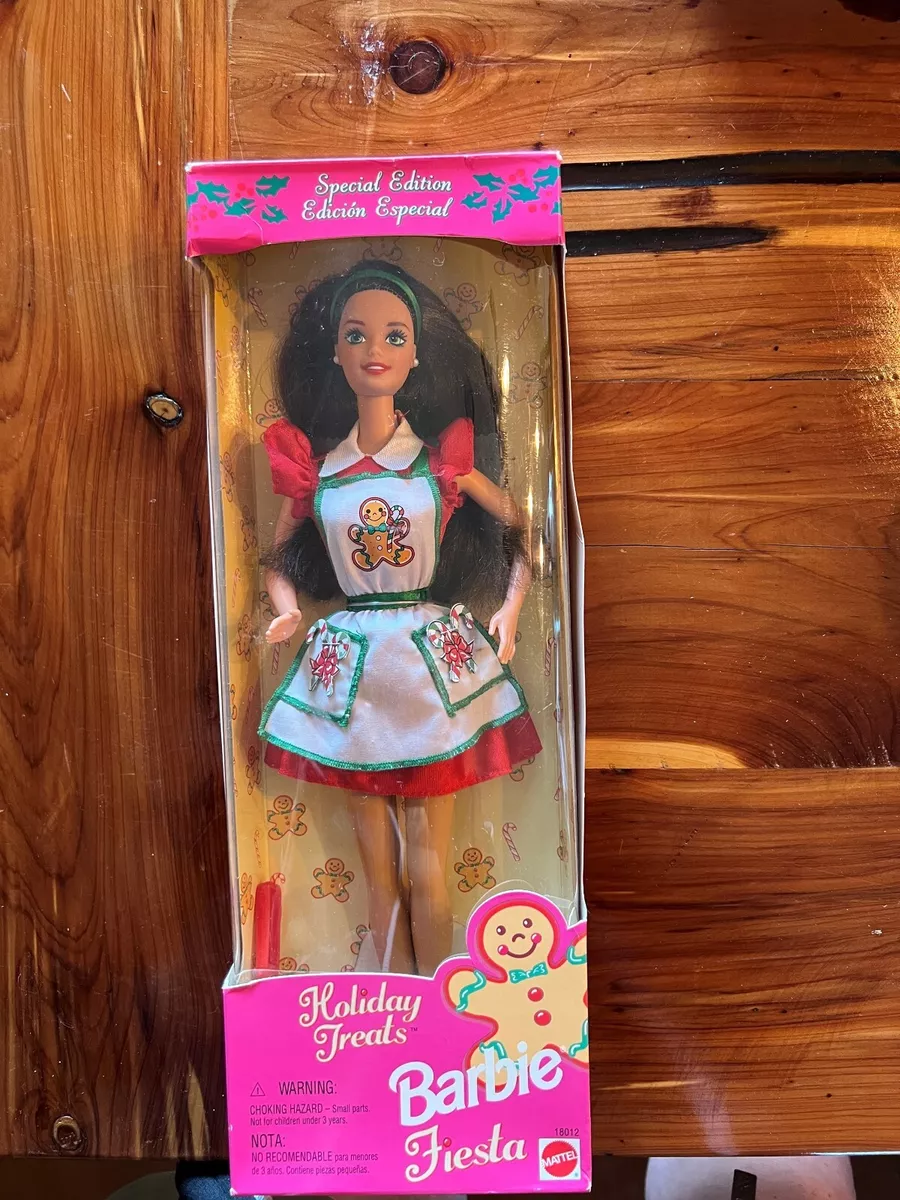 Special Edition
Edición Especial
Holiday
Treats™
Barbie®
Fiesta
⚠ WARNING:
CHOKING HAZARD – Small parts.
Not for children under 3 years.
NOTA:
NO RECOMENDABLE para menores
de 3 años. Contiene piezas pequeñas.
18012
MATTEL®